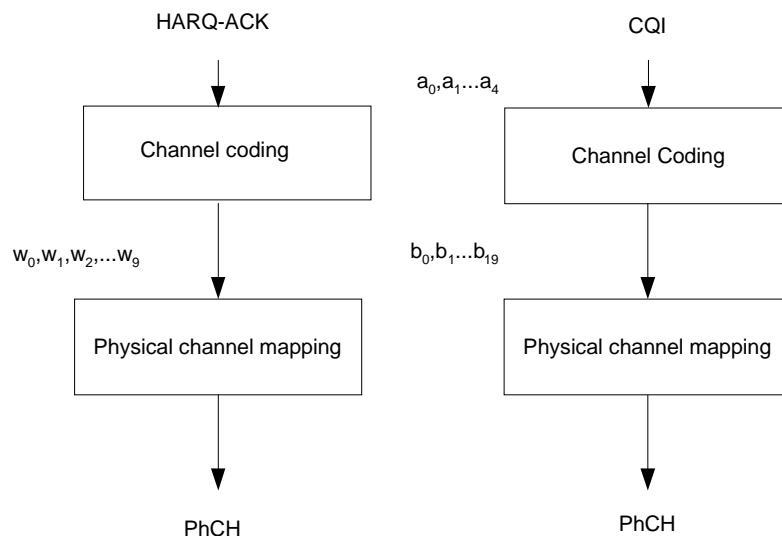 HARQ-ACK
Channel coding
w₀,w₁,w₂,...w₉
Physical channel mapping
PhCH
CQI
a₀,a₁...a₄
Channel Coding
b₀,b₁...b₁₉
Physical channel mapping
PhCH